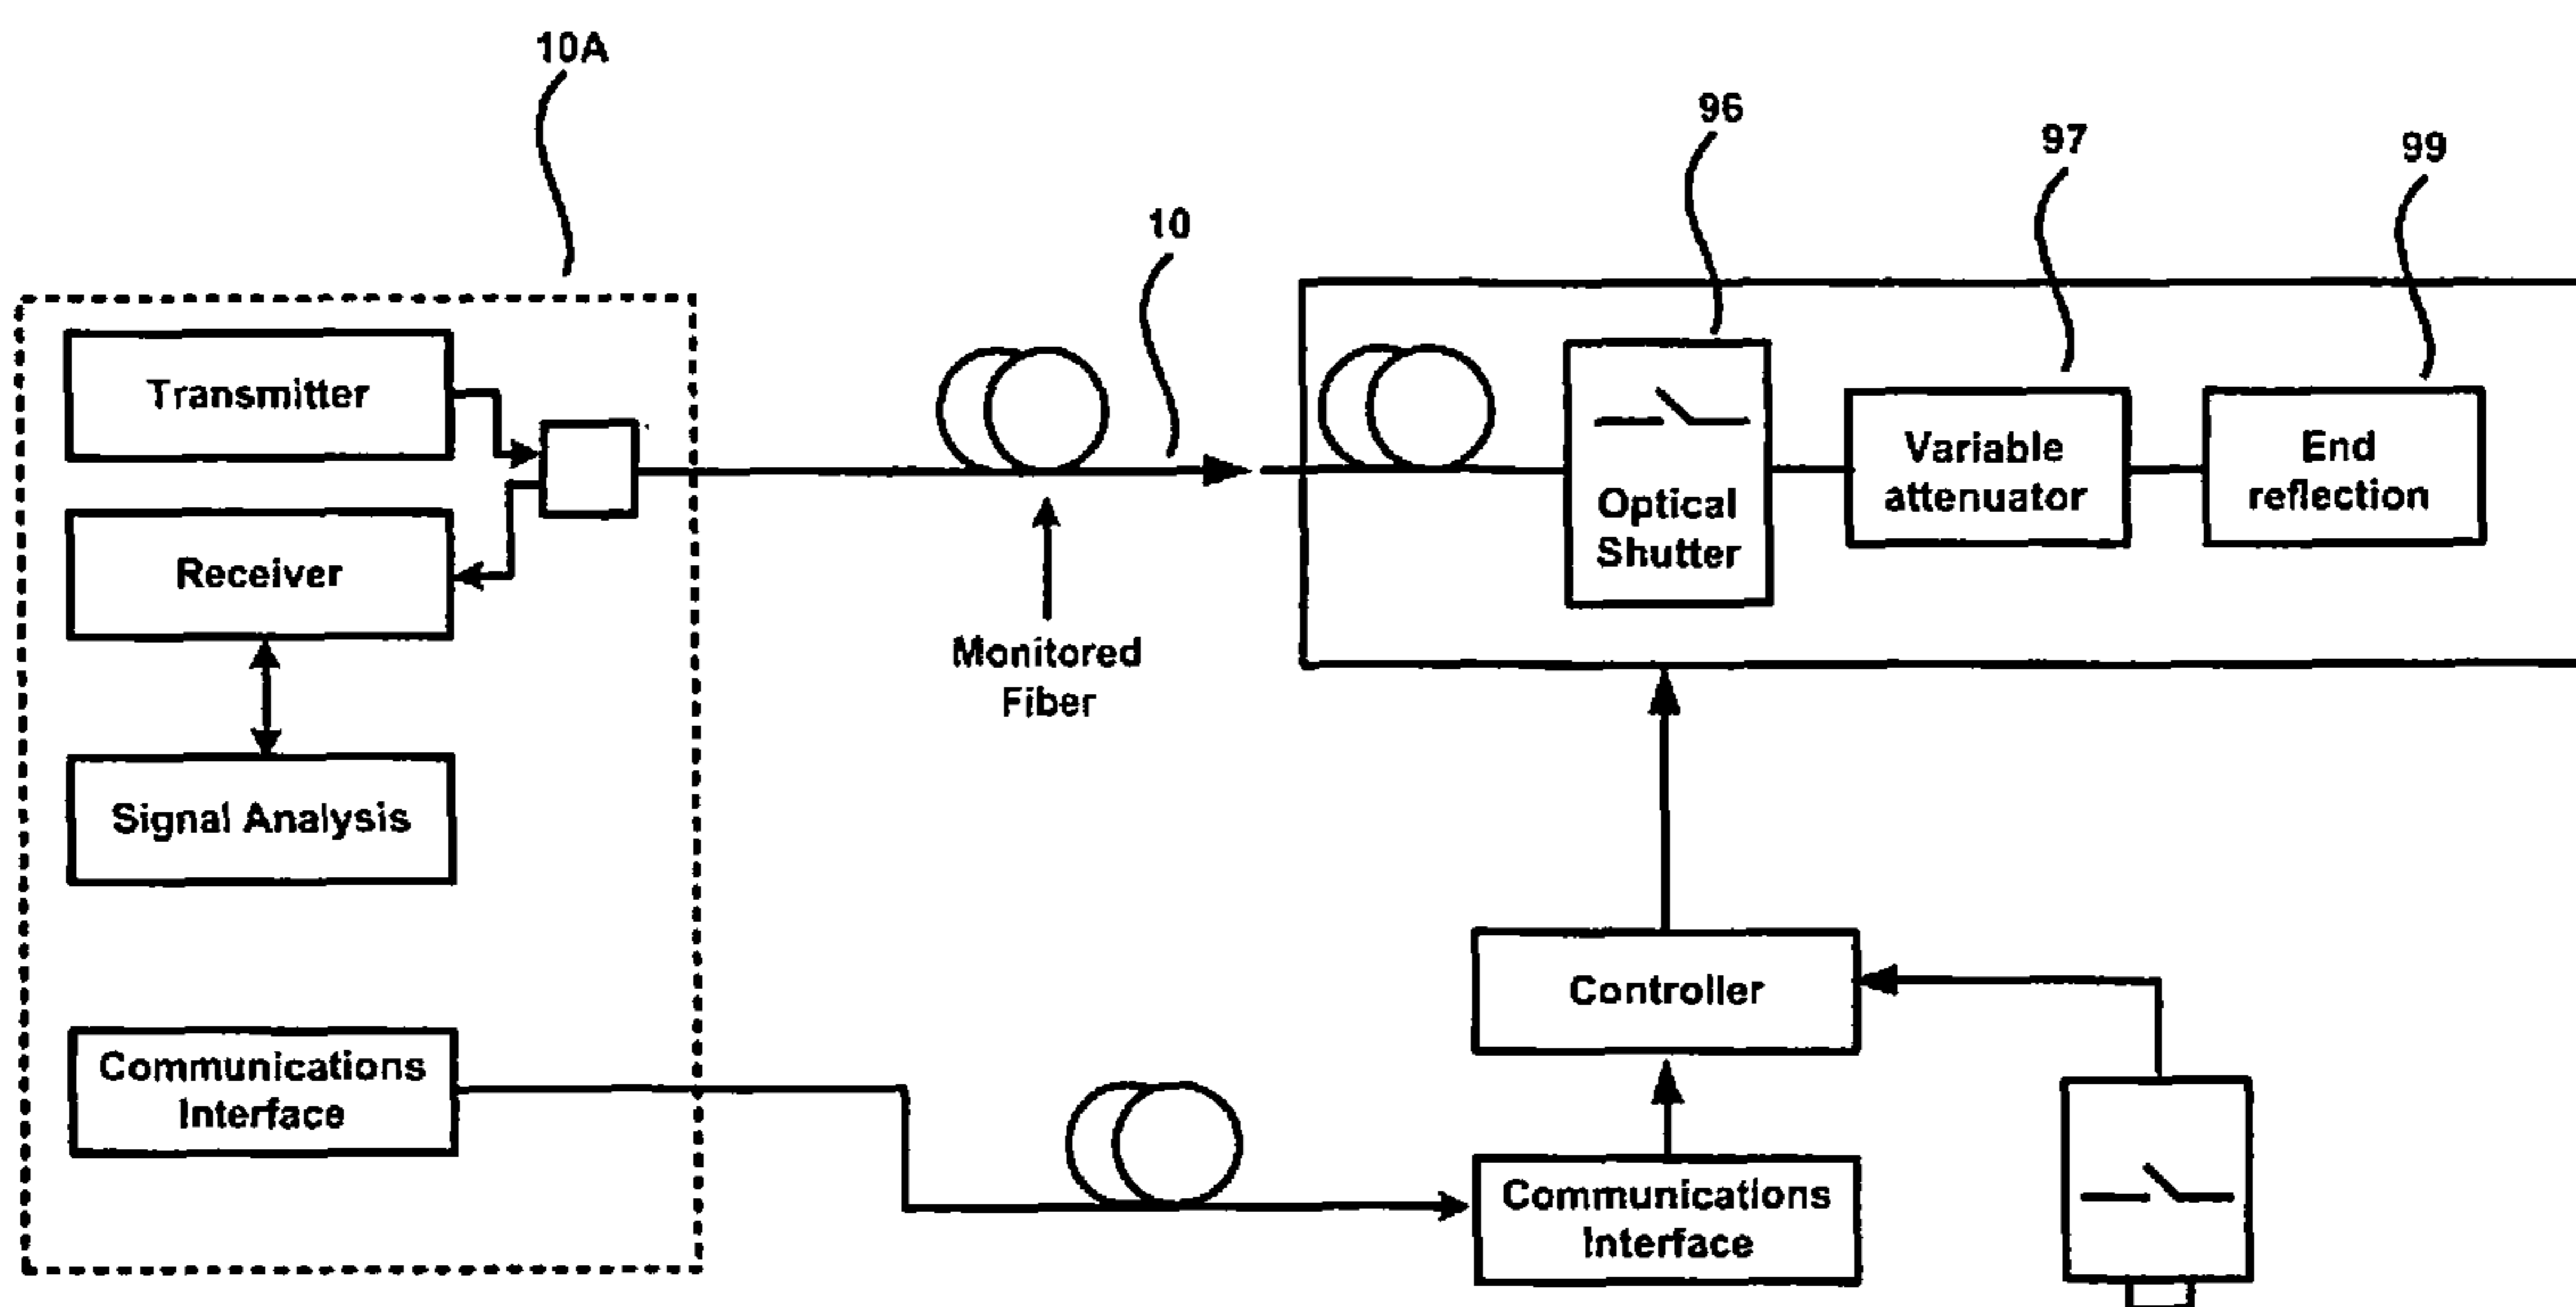 10A
96
97
99
10
Transmitter
Receiver
Signal Analysis
Communications
Interface
Monitored
Fiber
Optical
Shutter
Variable
attenuator
End
reflection
Controller
Communications
Interface